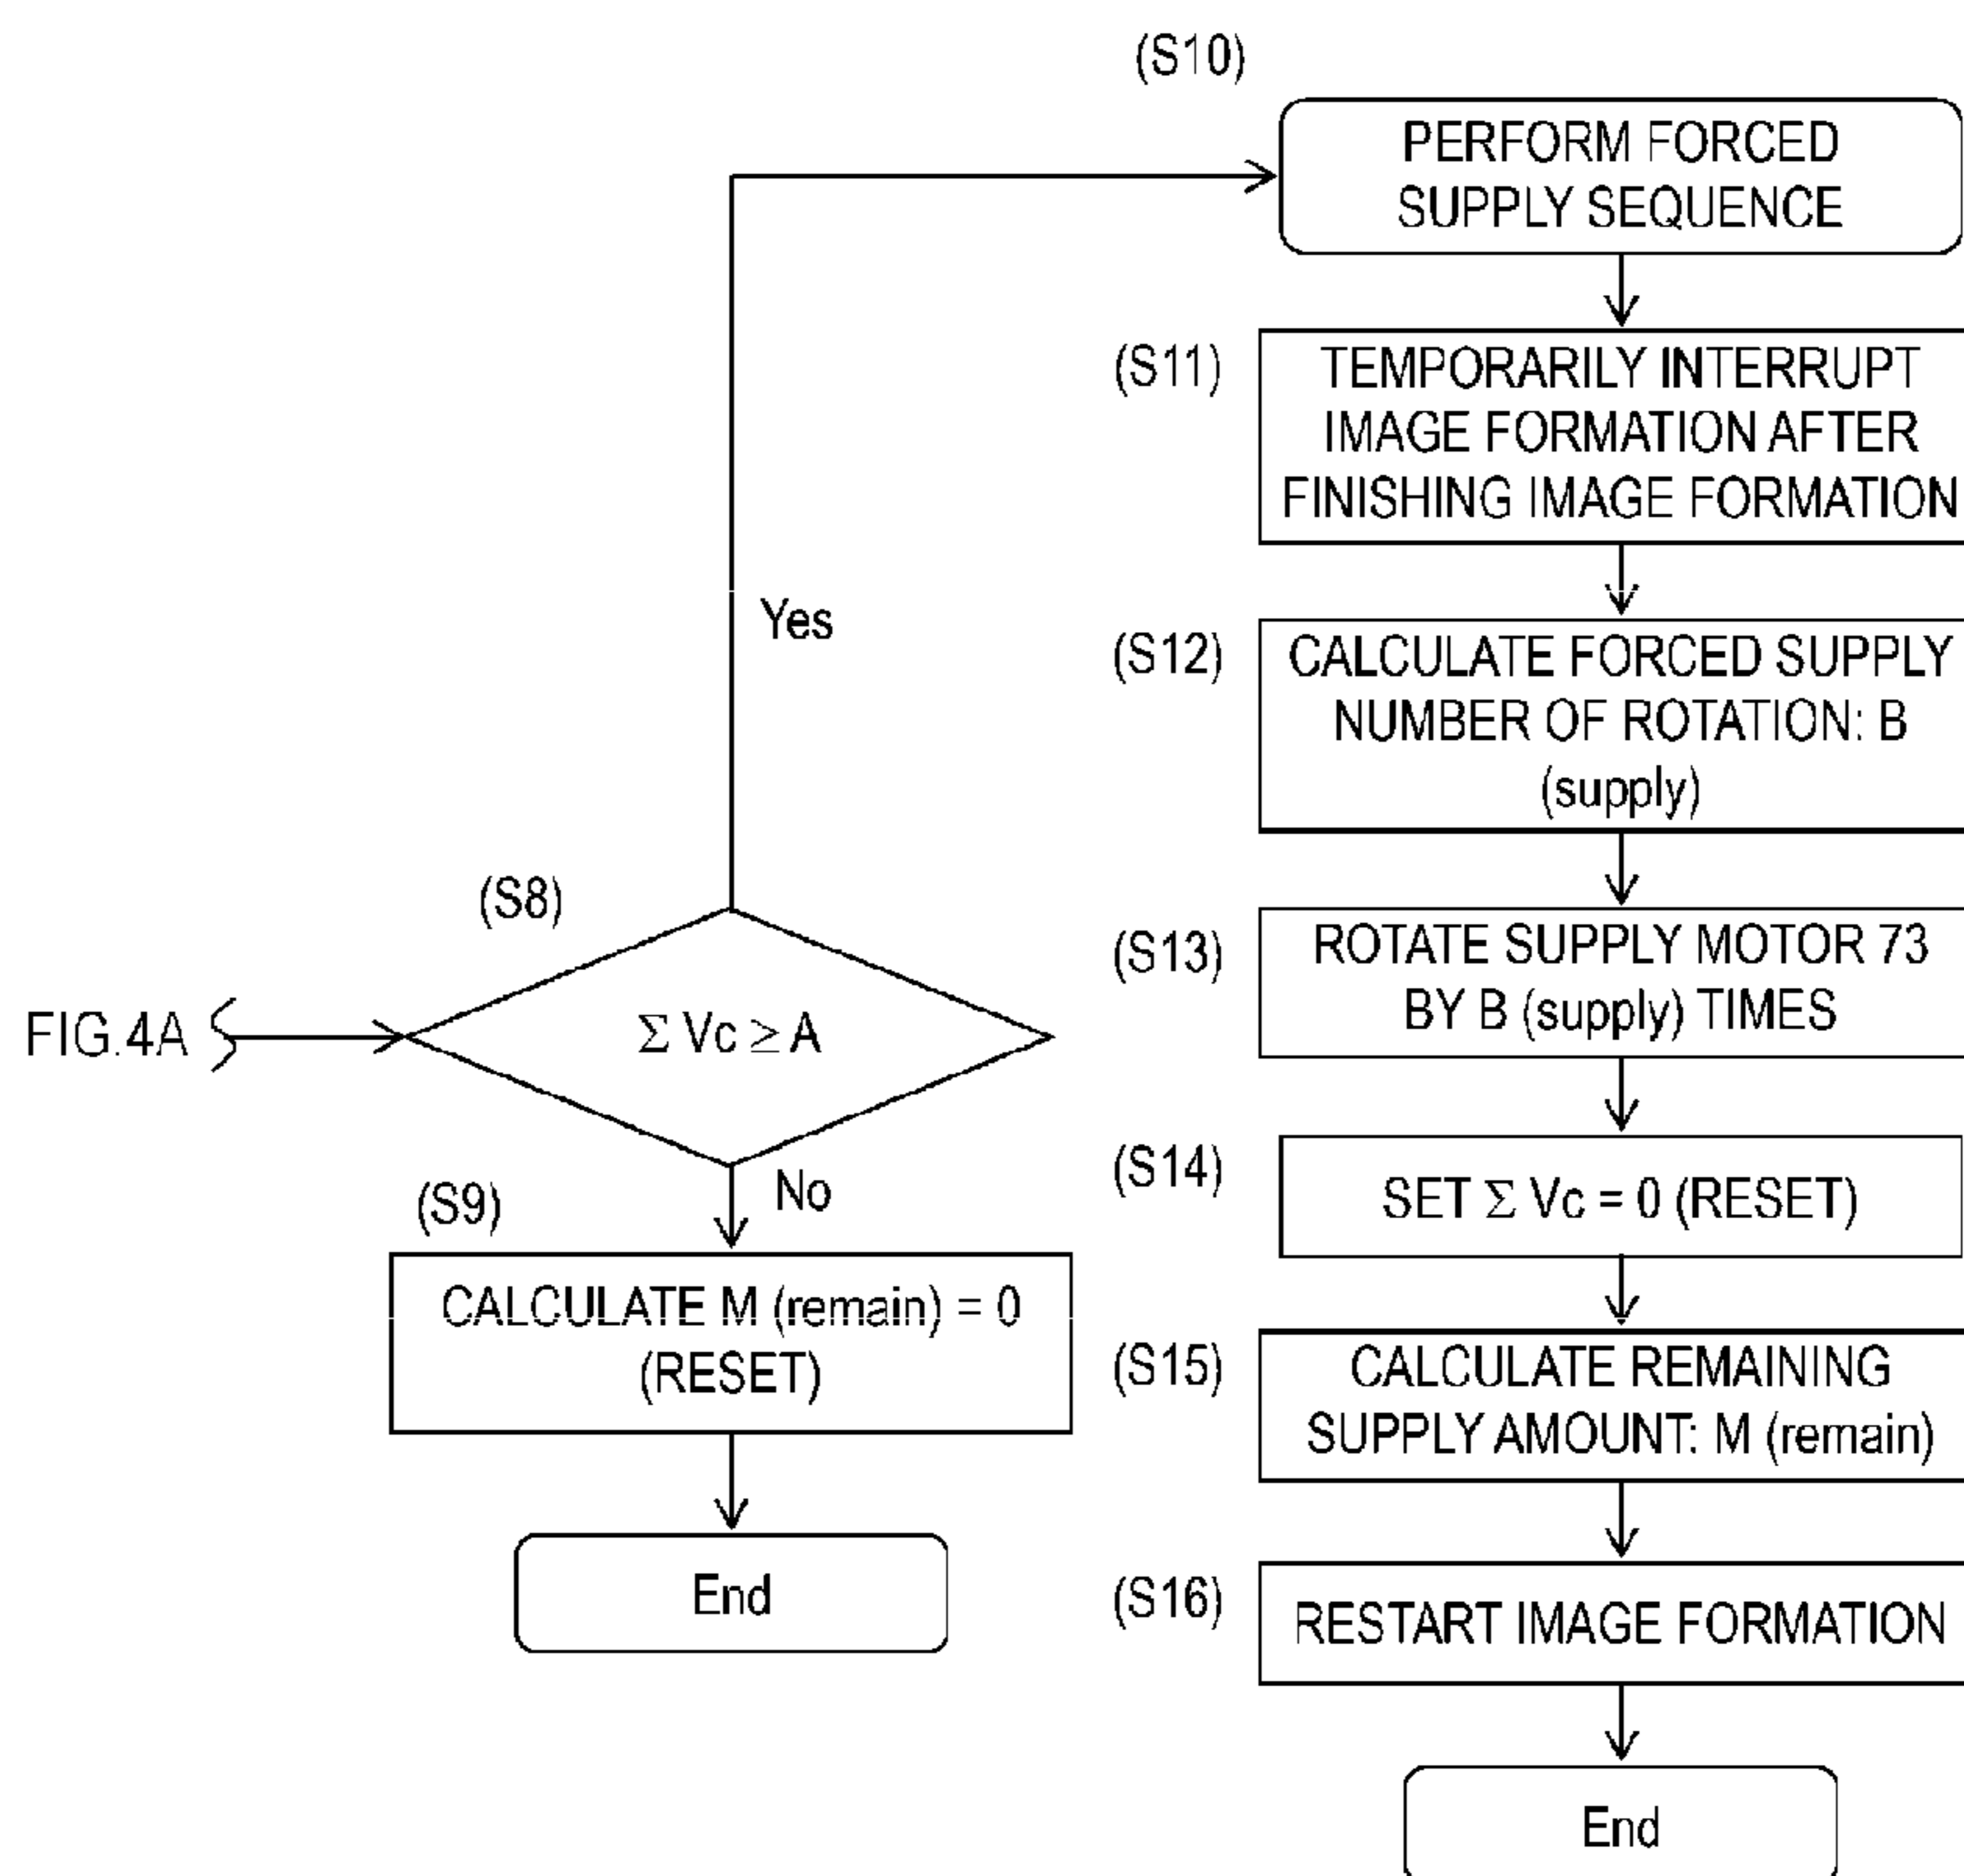 (S10)
PERFORM FORCED
SUPPLY SEQUENCE
(S11)
TEMPORARILY INTERRUPT
IMAGE FORMATION AFTER
FINISHING IMAGE FORMATION
Yes
(S12)
CALCULATE FORCED SUPPLY
NUMBER OF ROTATION: B
(supply)
(S8)
FIG.4A
Σ Vc ≥ A
(S13)
ROTATE SUPPLY MOTOR 73
BY B (supply) TIMES
No
(S9)
CALCULATE M (remain) = 0
(RESET)
End
(S14)
SET Σ Vc = 0 (RESET)
(S15)
CALCULATE REMAINING
SUPPLY AMOUNT: M (remain)
(S16)
RESTART IMAGE FORMATION
End